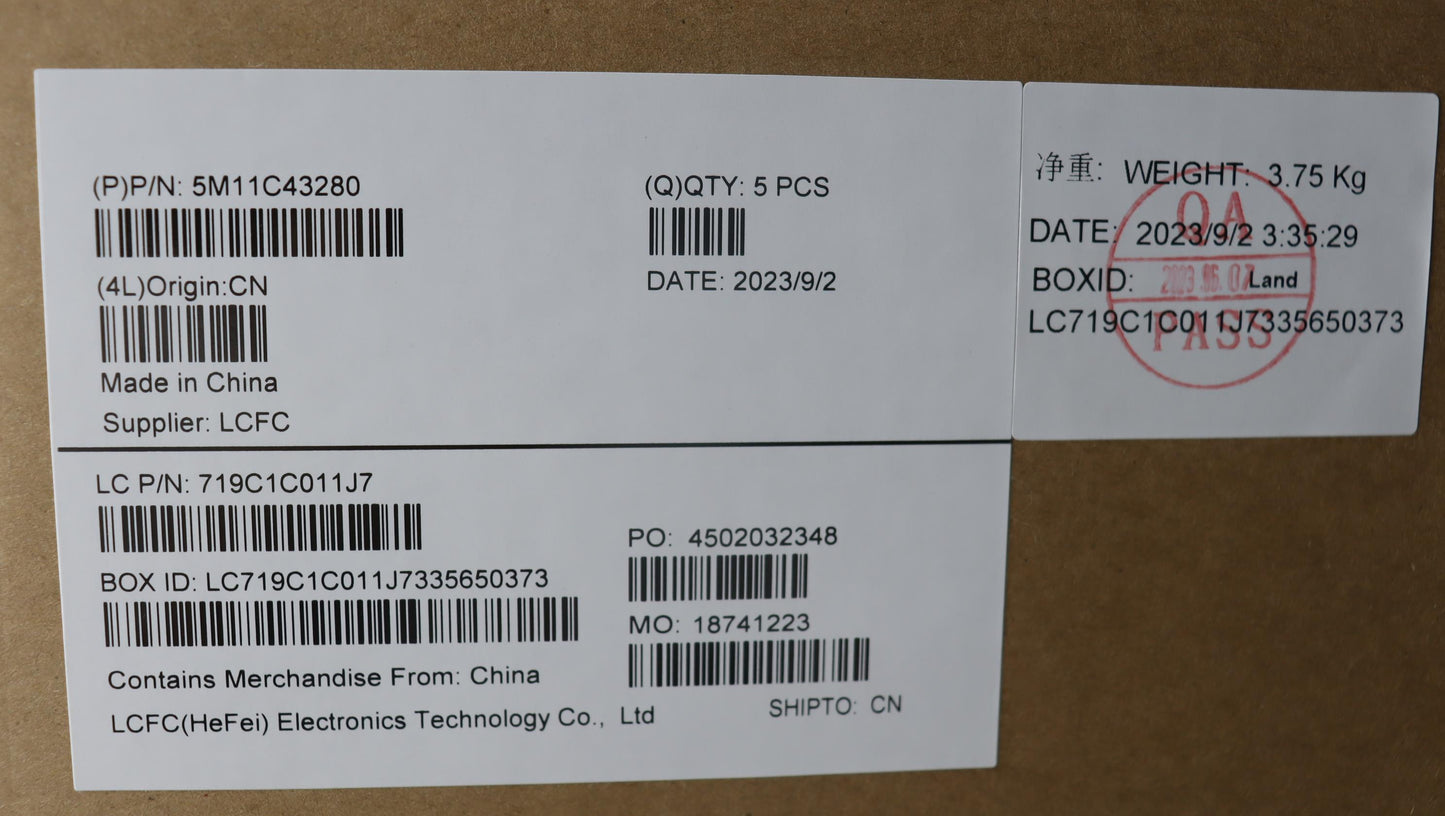 (P)P/N: 5M11C43280
(Q)QTY: 5 PCS
(4L)Origin:CN
DATE: 2023/9/2
Made in China
Supplier: LCFC
LC P/N: 719C1C011J7
PO: 4502032348
BOX ID: LC719C1C011J7335650373
MO: 18741223
Contains Merchandise From: China
SHIPTO: CN
LCFC(HeFei) Electronics Technology Co., Ltd
净重: WEIGHT: 3.75 Kg
DATE: 2023/9/2 3:35:29
BOXID: Land
LC719C1C011J7335650373
QA
PASS